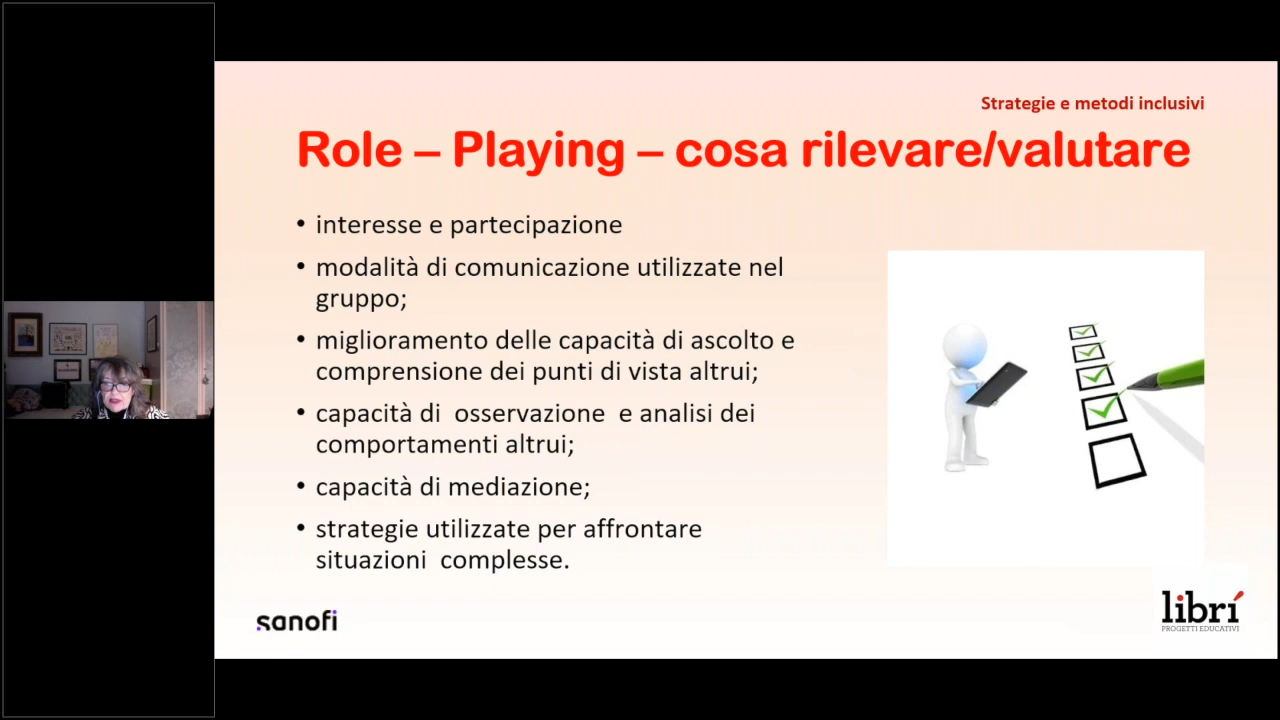 Strategie e metodi inclusivi
Role – Playing – cosa rilevare/valutare
• interesse e partecipazione
• modalità di comunicazione utilizzate nel
gruppo;
• miglioramento delle capacità di ascolto e
comprensione dei punti di vista altrui;
• capacità di  osservazione  e analisi dei
comportamenti altrui;
• capacità di mediazione;
• strategie utilizzate per affrontare
situazioni  complesse.
sanofi
librí
PROGETTI EDUCATIVI